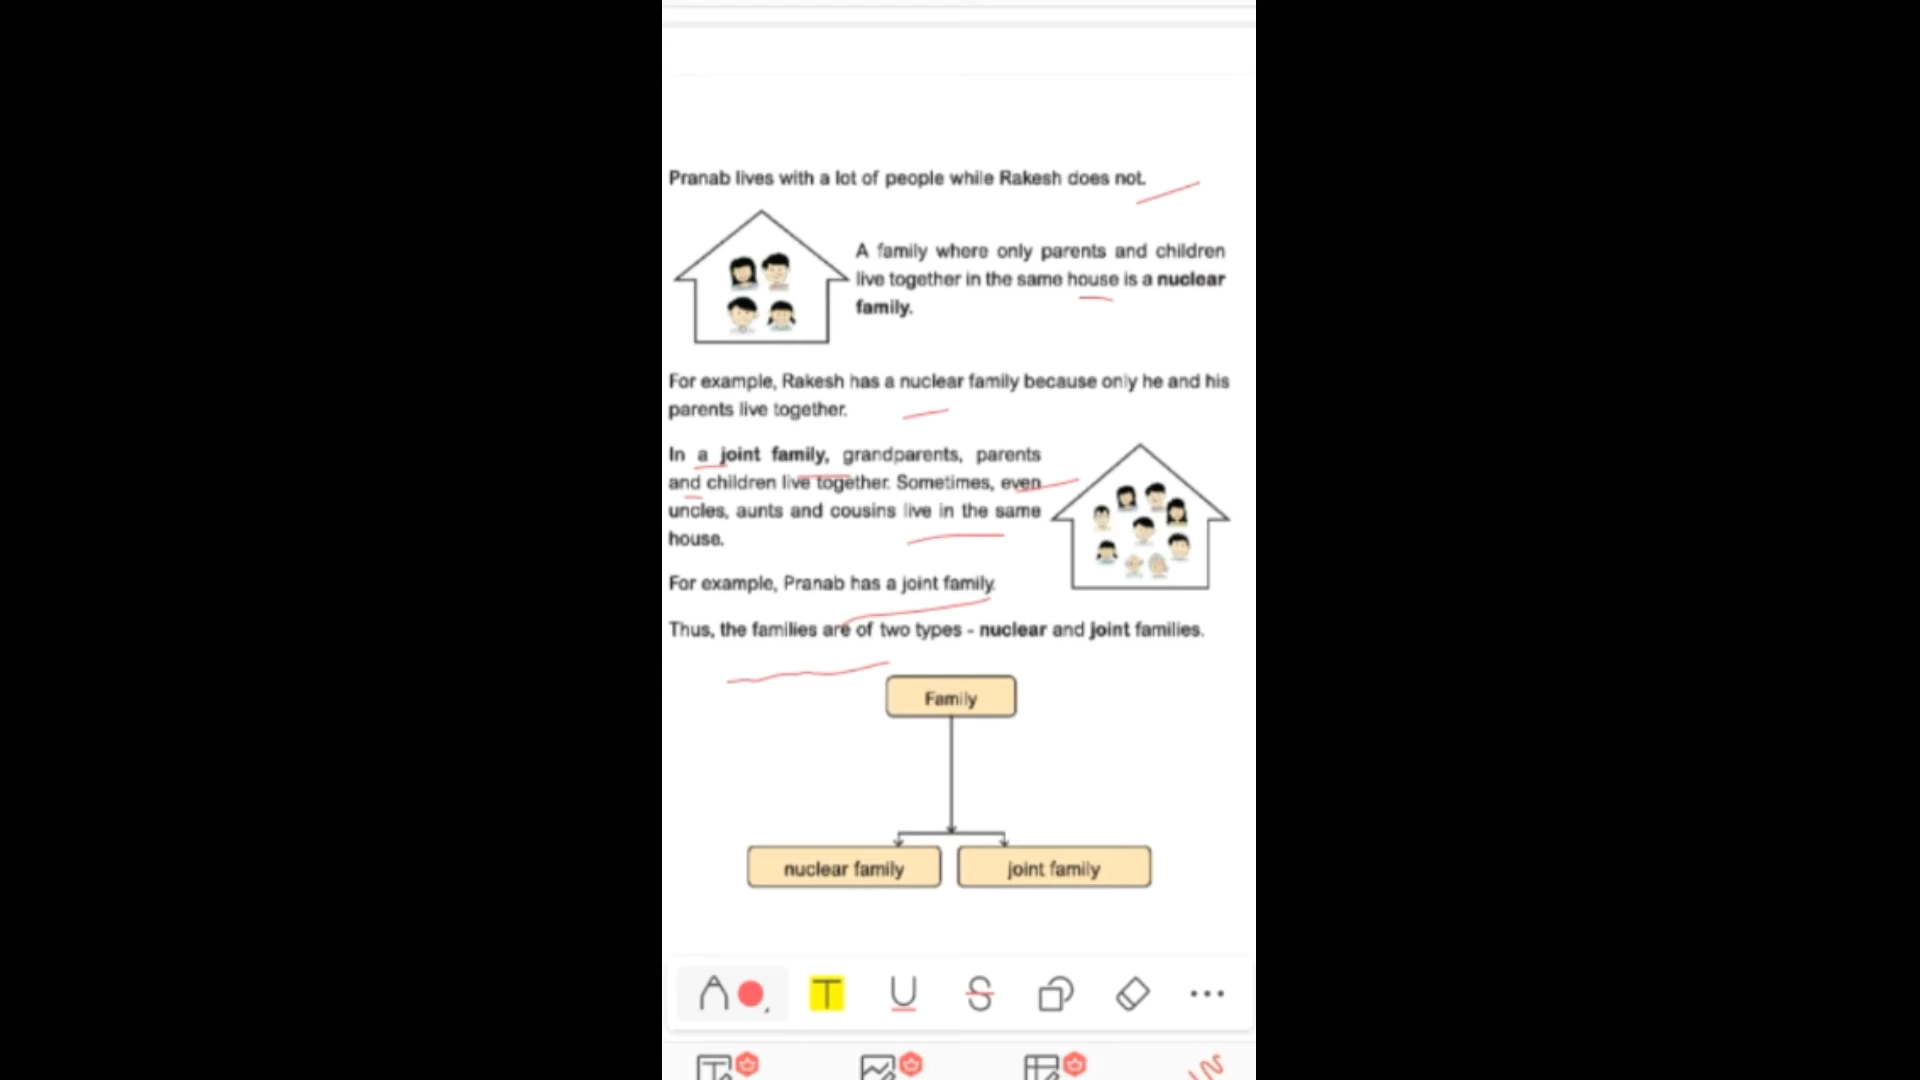 Pranab lives with a lot of people while Rakesh does not.
A family where only parents and children
live together in the same house is a nuclear
family.
For example, Rakesh has a nuclear family because only he and his
parents live together.
In a joint family, grandparents, parents
and children live together. Sometimes, even
uncles, aunts and cousins live in the same
house.
For example, Pranab has a joint family.
Thus, the families are of two types - nuclear and joint families.
Family
nuclear family
joint family